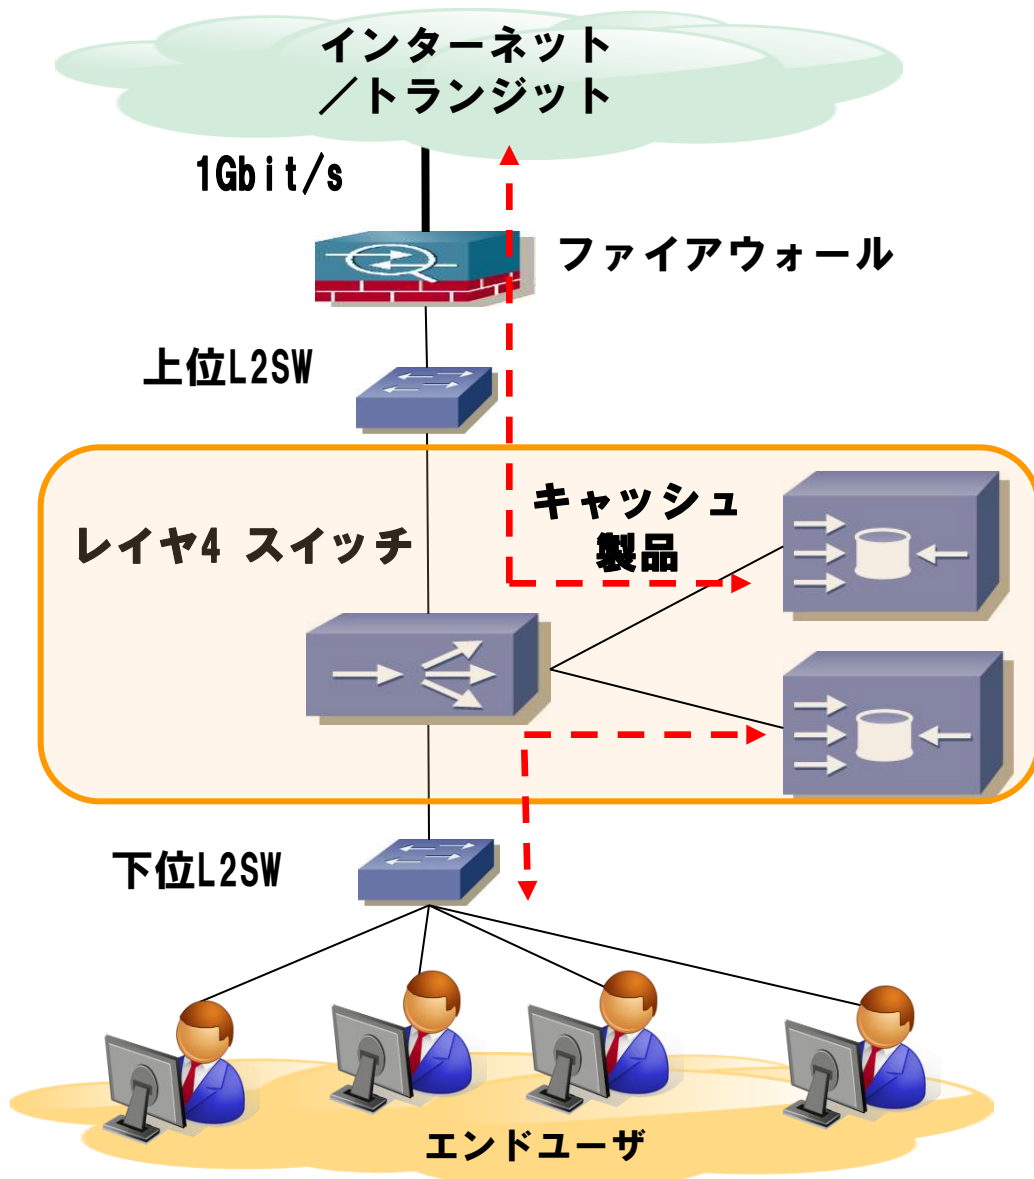 インターネット
／トランジット
1Gbit/s
ファイアウォール
上位L2SW
レイヤ4 スイッチ
キャッシュ
製品
下位L2SW
エンドユーザ